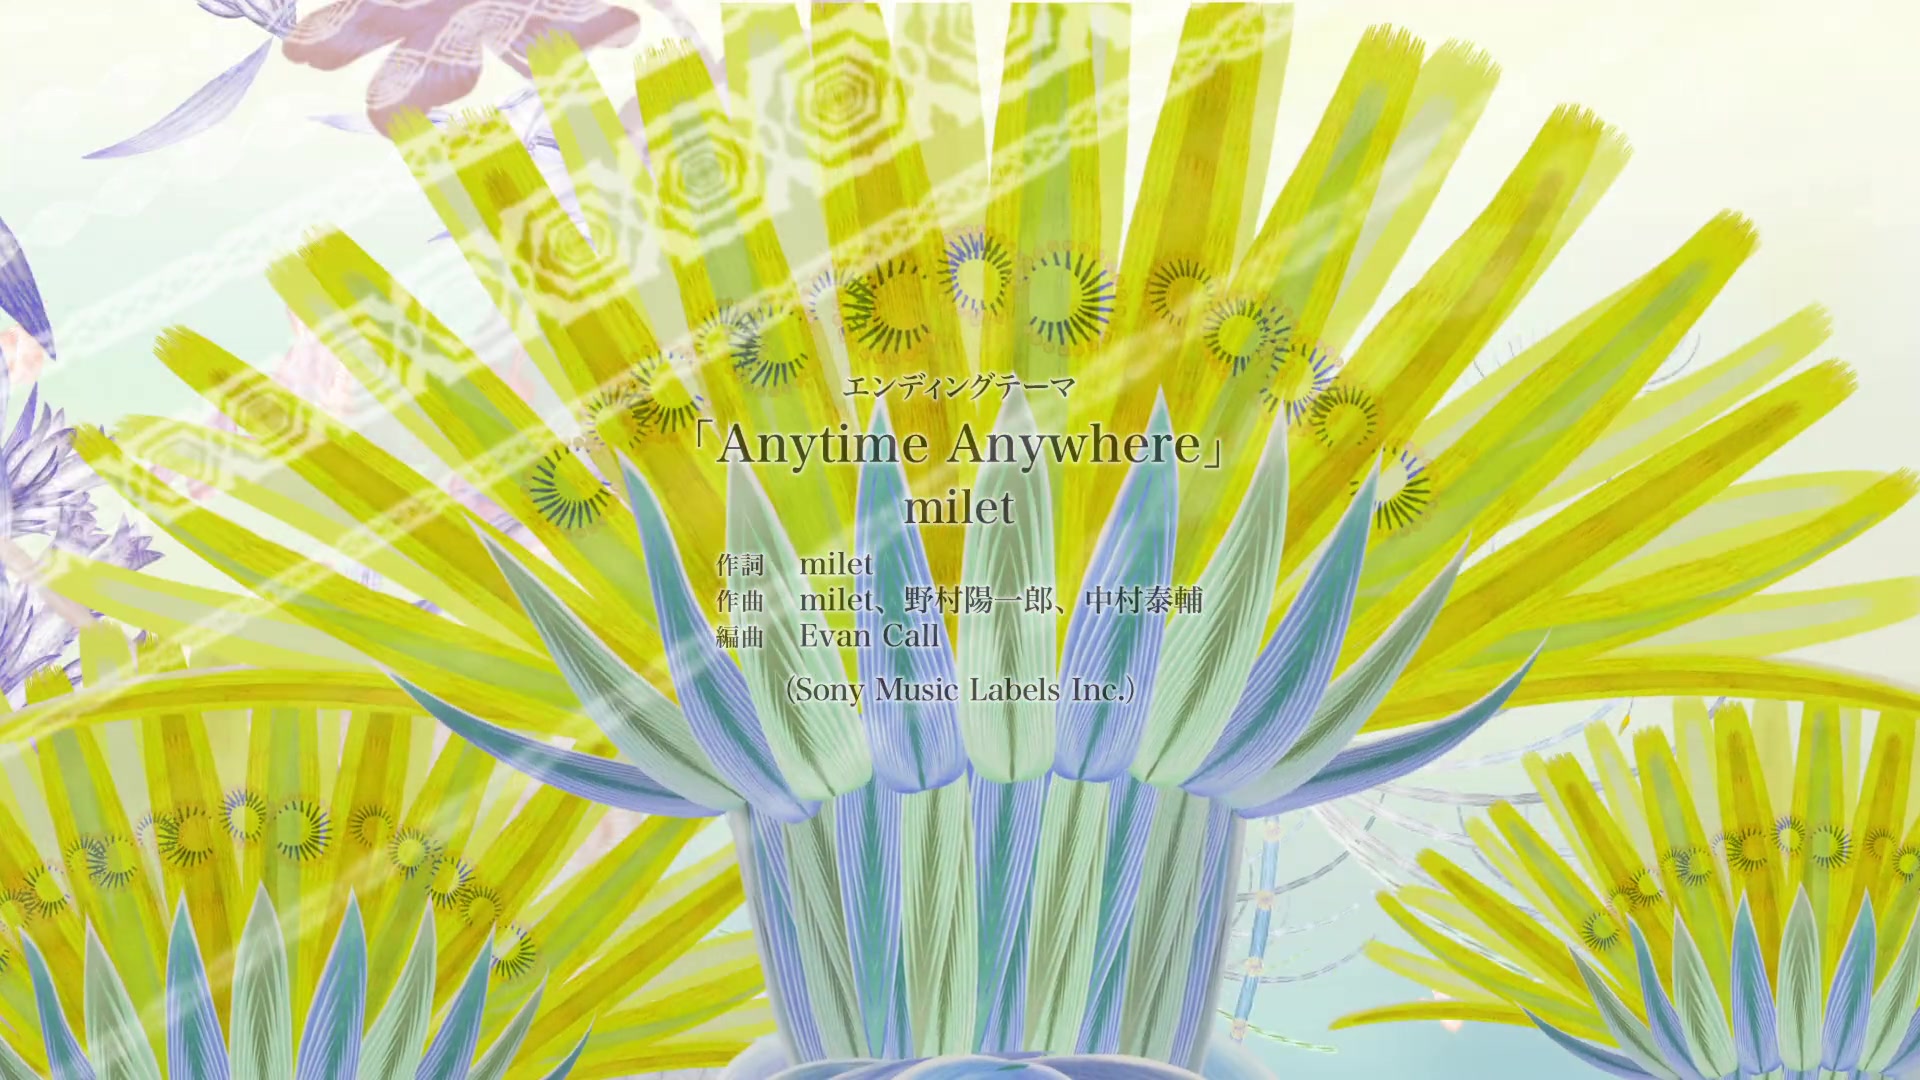 エンディングテーマ
「Anytime Anywhere」
milet
作詞 milet
作曲 milet、野村陽一郎、中村泰輔
編曲 Evan Call
(Sony Music Labels Inc.)